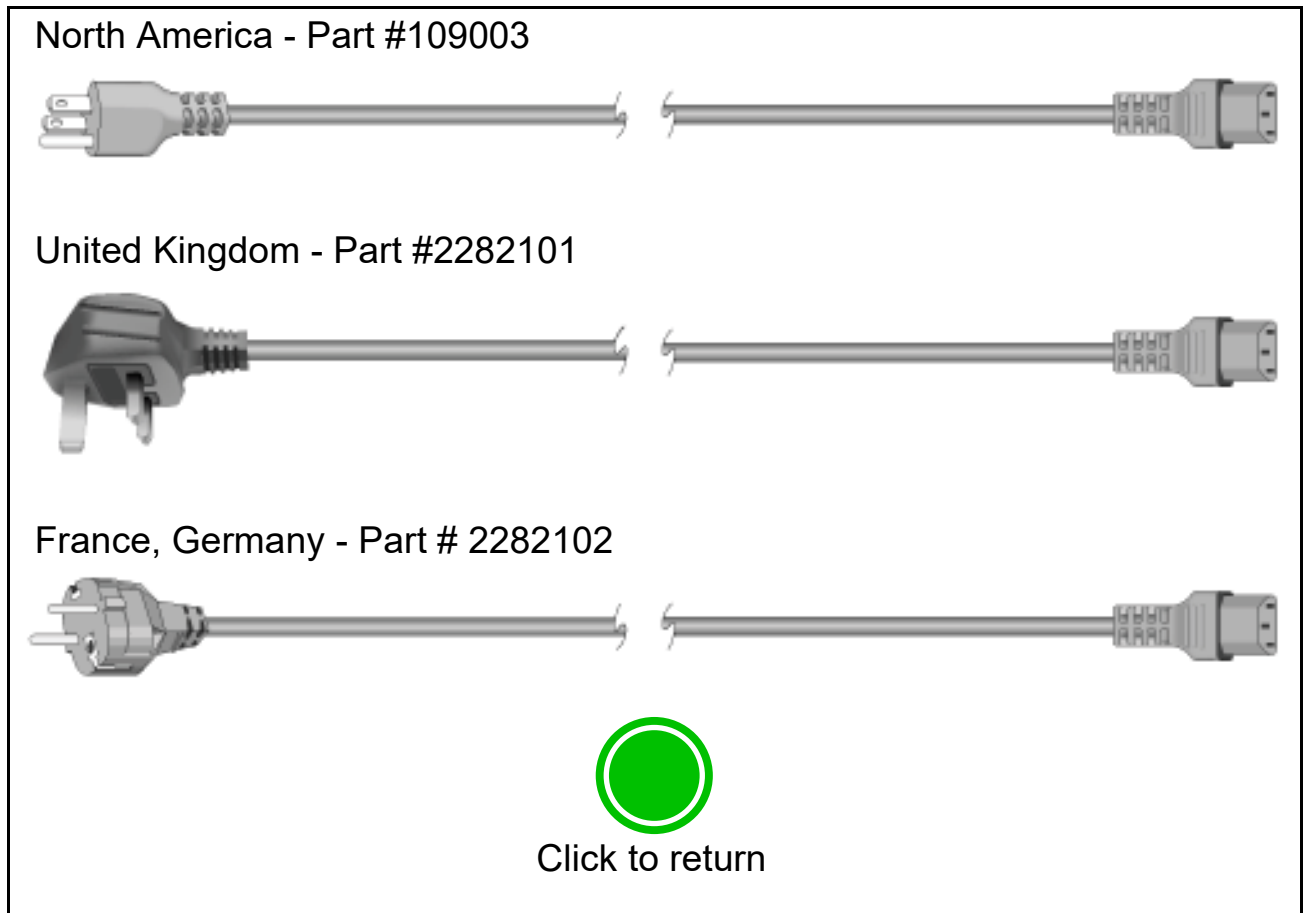 North America - Part #109003
United Kingdom - Part #2282101
France, Germany - Part # 2282102
Click to return